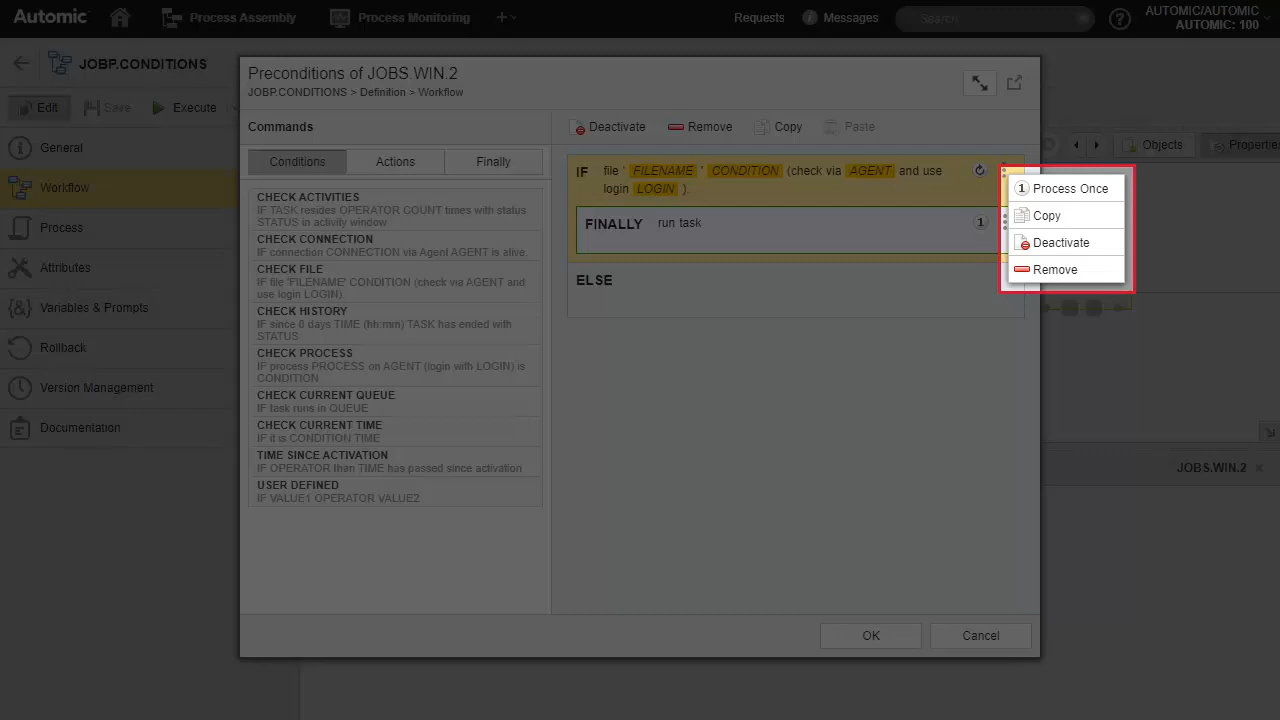 Automic
Process Assembly
Process Monitoring
+
Requests
Messages
Search
?
AUTOMIC/AUTOMIC
AUTOMIC: 100
JOBP.CONDITIONS
Edit
Save
Execute
General
Workflow
Process
Attributes
Variables & Prompts
Rollback
Version Management
Documentation
Preconditions of JOBS.WIN.2
JOBP.CONDITIONS > Definition > Workflow
Commands
Conditions
Actions
Finally
CHECK ACTIVITIES
IF TASK resides OPERATOR COUNT times with status
STATUS in activity window.
CHECK CONNECTION
IF connection CONNECTION via Agent AGENT is alive.
CHECK FILE
IF file 'FILENAME' CONDITION (check via AGENT and
use login LOGIN).
CHECK HISTORY
IF since 0 days TIME (hh:mm) TASK has ended with
STATUS
CHECK PROCESS
IF process PROCESS on AGENT (login with LOGIN) is
CONDITION
CHECK CURRENT QUEUE
IF task runs in QUEUE
CHECK CURRENT TIME
IF it is CONDITION TIME
TIME SINCE ACTIVATION
IF OPERATOR than TIME has passed since activation
USER DEFINED
IF VALUE1 OPERATOR VALUE2
Deactivate
Remove
Copy
Paste
IF file ' FILENAME ' CONDITION (check via AGENT and use
login LOGIN ).
FINALLY run task 1
ELSE
1 Process Once
Copy
Deactivate
Remove
OK
Cancel
Objects
Properties
JOBS.WIN.2 ×